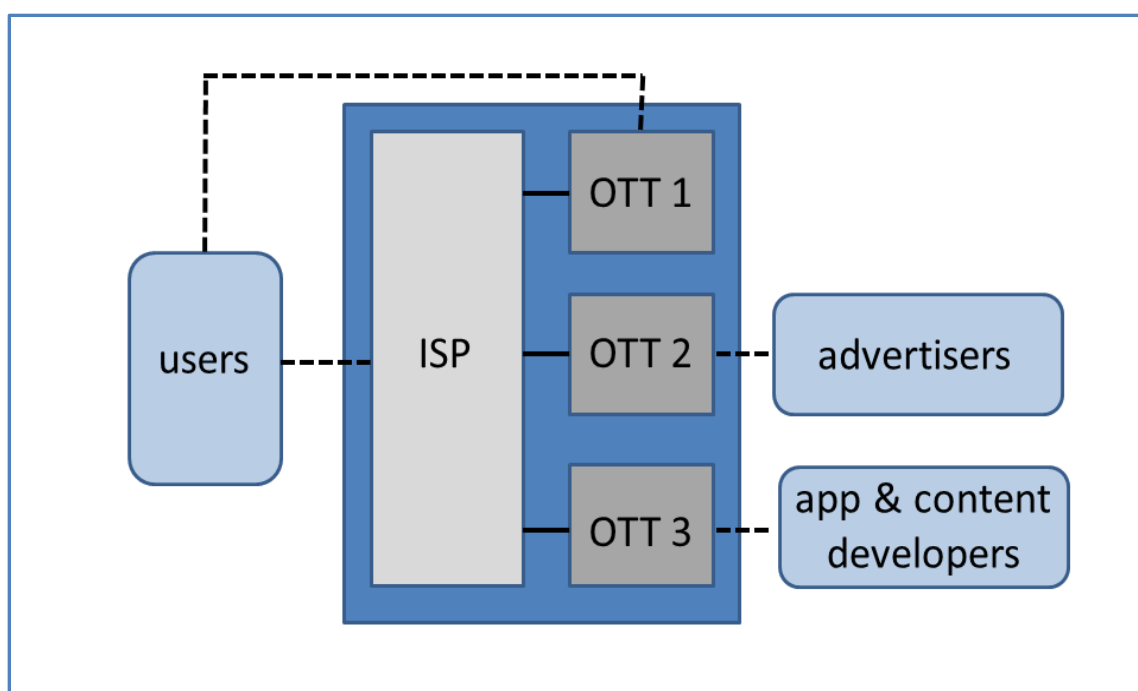 users
ISP
OTT 1
OTT 2
OTT 3
advertisers
app & content
developers